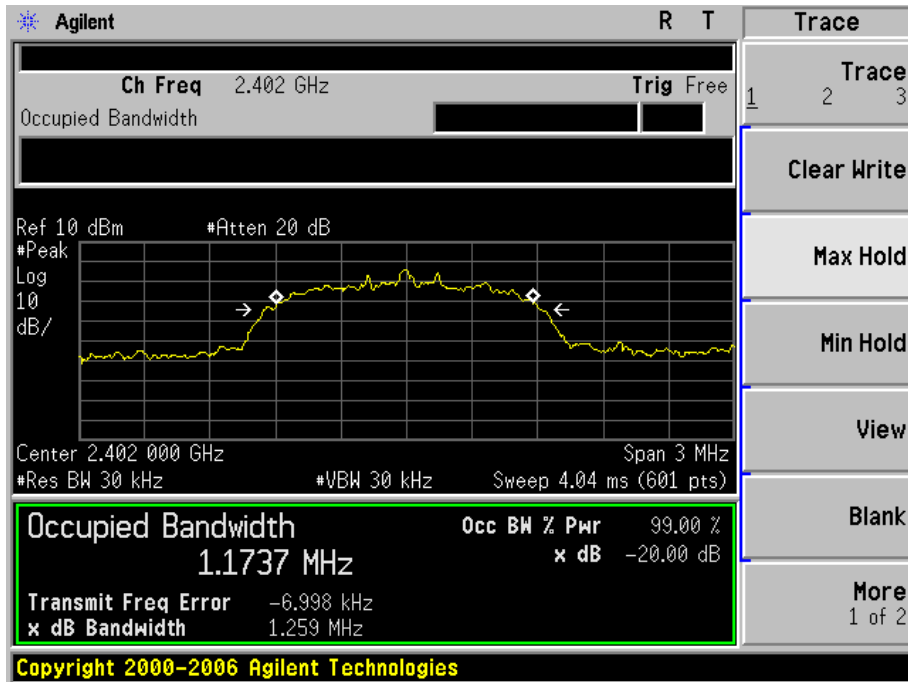 Agilent R T Trace
Ch Freq 2.402 GHz Trig Free
Occupied Bandwidth
Trace
1 2 3
Clear Write
Max Hold
Min Hold
View
Blank
More
1 of 2
Ref 10 dBm #Atten 20 dB
#Peak
Log
10
dB/
Center 2.402 000 GHz Span 3 MHz
#Res BW 30 kHz #VBW 30 kHz Sweep 4.04 ms (601 pts)
Occupied Bandwidth Occ BW % Pwr 99.00 %
1.1737 MHz x dB -20.00 dB
Transmit Freq Error -6.998 kHz
x dB Bandwidth 1.259 MHz
Copyright 2000-2006 Agilent Technologies